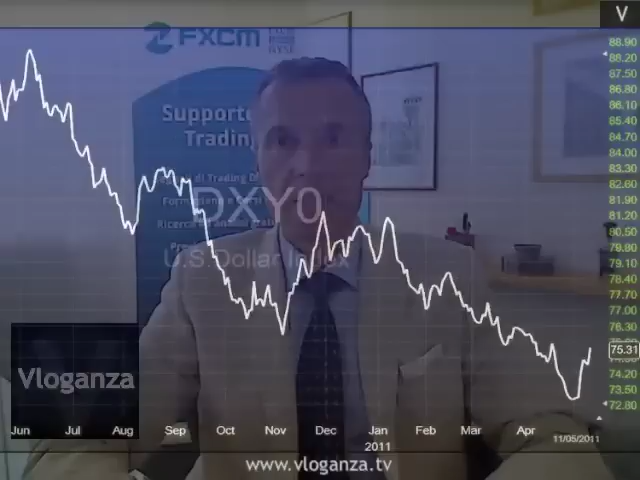 V
FXCM
NYSE
Supporto
Trading
DXY0
U.S. Dollar Index
88.90
88.20
87.50
86.80
86.10
85.40
84.70
84.00
83.30
82.60
81.90
81.20
80.50
79.80
79.10
78.40
77.70
77.00
76.30
75.31
74.20
73.50
72.80
Vloganza
Jun Jul Aug Sep Oct Nov Dec Jan Feb Mar Apr 11/05/2011
2011
www.vloganza.tv